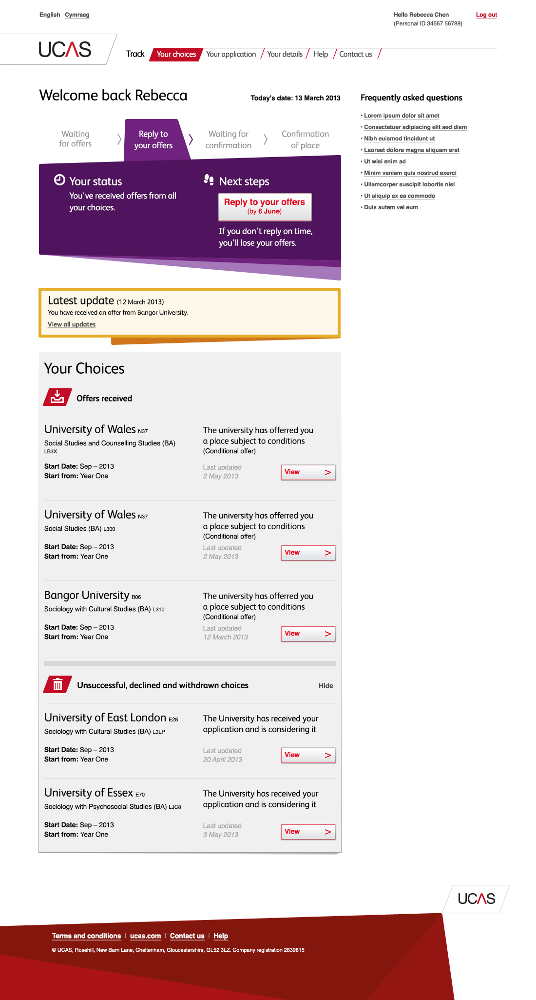 English Cymraeg
Hello Rebecca Chen
(Personal ID 34567 56789)
Log out
UCAS
Track Your choices Your application Your details Help Contact us
Welcome back Rebecca
Today's date: 13 March 2013
Waiting
for offers
Reply to
your offers
Waiting for
confirmation
Confirmation
of place
Your status
You've received offers from all
your choices.
Next steps
Reply to your offers
(by 6 June)
If you don't reply on time,
you'll lose your offers.
Frequently asked questions
• Lorem ipsum dolor sit amet
• Consectetuer adipiscing elit sed diam
• Nibh euismod tincidunt ut
• Laoreet dolore magna aliquam erat
• Ut wisi enim ad
• Minim veniam quis nostrud exerci
• Ullamcorper suscipit lobortis nisl
• Ut aliquip ex ea commodo
• Duis autem vel eum
Latest update (12 March 2013)
You have received an offer from Bangor University.
View all updates
Your Choices
Offers received
University of Wales N37
Social Studies and Counselling Studies (BA)
LB3X
Start Date: Sep – 2013
Start from: Year One
The university has offerred you
a place subject to conditions
(Conditional offer)
Last updated
2 May 2013
View >
University of Wales N37
Social Studies (BA) L300
Start Date: Sep – 2013
Start from: Year One
The university has offerred you
a place subject to conditions
(Conditional offer)
Last updated
2 May 2013
View >
Bangor University B06
Sociology with Cultural Studies (BA) L310
Start Date: Sep – 2013
Start from: Year One
The university has offerred you
a place subject to conditions
(Conditional offer)
Last updated
12 March 2013
View >
Unsuccessful, declined and withdrawn choices
Hide
University of East London E28
Sociology with Cultural Studies (BA) L3LP
Start Date: Sep – 2013
Start from: Year One
The University has received your
application and is considering it
Last updated
20 April 2013
View >
University of Essex E70
Sociology with Psychosocial Studies (BA) LJC8
Start Date: Sep – 2013
Start from: Year One
The University has received your
application and is considering it
Last updated
3 May 2013
View >
UCAS
Terms and conditions | ucas.com | Contact us | Help
© UCAS, Rosehill, New Barn Lane, Cheltenham, Gloucestershire, GL52 3LZ. Company registration 2839815